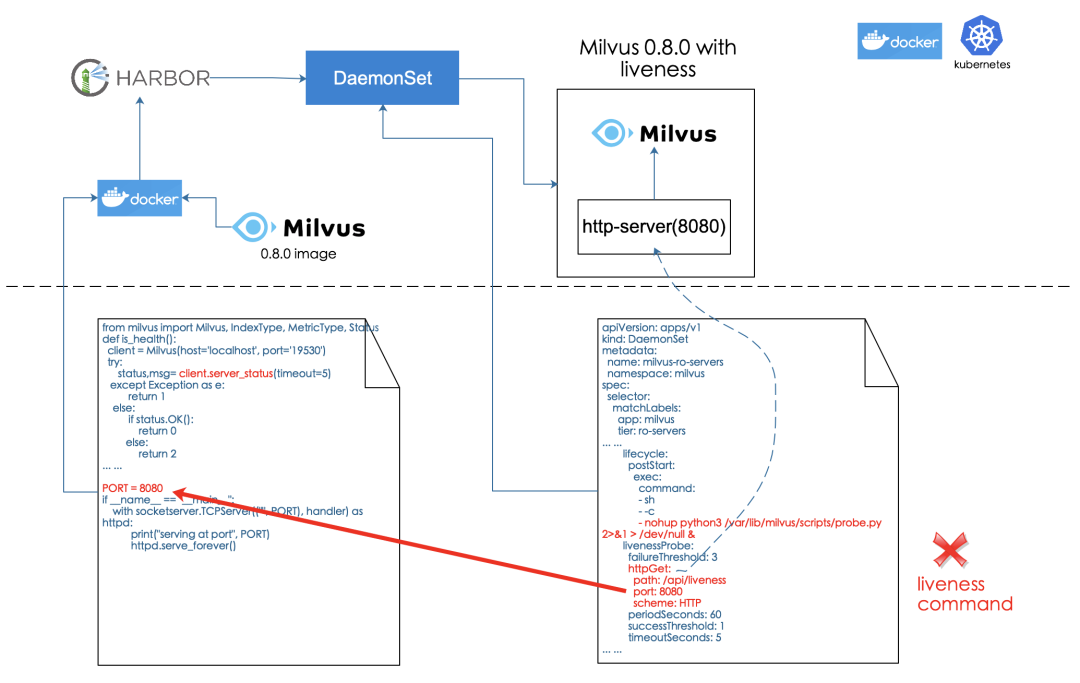 docker
kubernetes
Milvus 0.8.0 with
liveness
HARBOR
DaemonSet
Milvus
docker
Milvus
0.8.0 image
http-server(8080)
from milvus import Milvus, IndexType, MetricType, Status
def is_health():
client = Milvus(host='localhost', port='19530')
try:
status,msg= client.server_status(timeout=5)
except Exception as e:
return 1
else:
if status.OK():
return 0
else:
return 2
... ...
PORT = 8080
if __name__ == "__main__":
with socketserver.TCPServer(("", PORT), handler) as
httpd:
print("serving at port", PORT)
httpd.serve_forever()
apiVersion: apps/v1
kind: DaemonSet
metadata:
name: milvus-ro-servers
namespace: milvus
spec:
selector:
matchLabels:
app: milvus
tier: ro-servers
... ...
lifecycle:
postStart:
exec:
command:
- sh
- -c
- nohup python3 /var/lib/milvus/scripts/probe.py
2>&1 > /dev/null &
livenessProbe:
failureThreshold: 3
httpGet:
path: /api/liveness
port: 8080
scheme: HTTP
periodSeconds: 60
successThreshold: 1
timeoutSeconds: 5
... ...
liveness
command